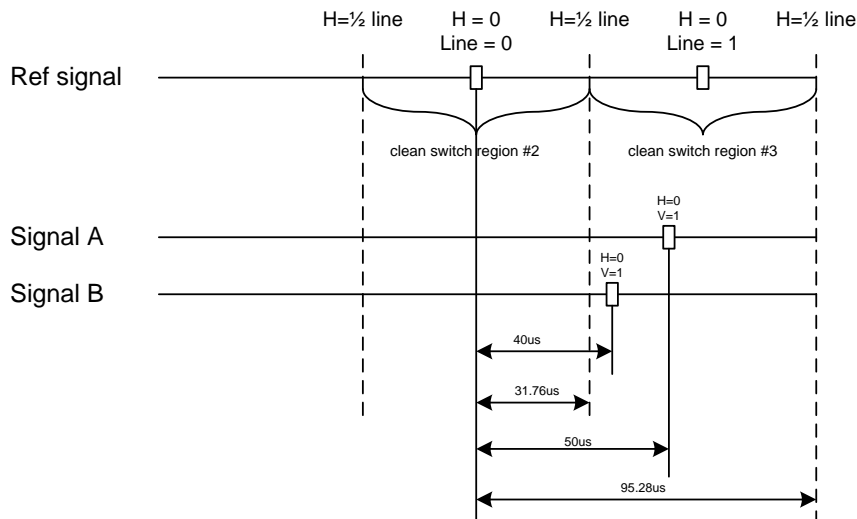 H=½ line
H = 0
Line = 0
H=½ line
H = 0
Line = 1
H=½ line
Ref signal
clean switch region #2
clean switch region #3
Signal A
H=0
V=1
Signal B
H=0
V=1
40us
31.76us
50us
95.28us